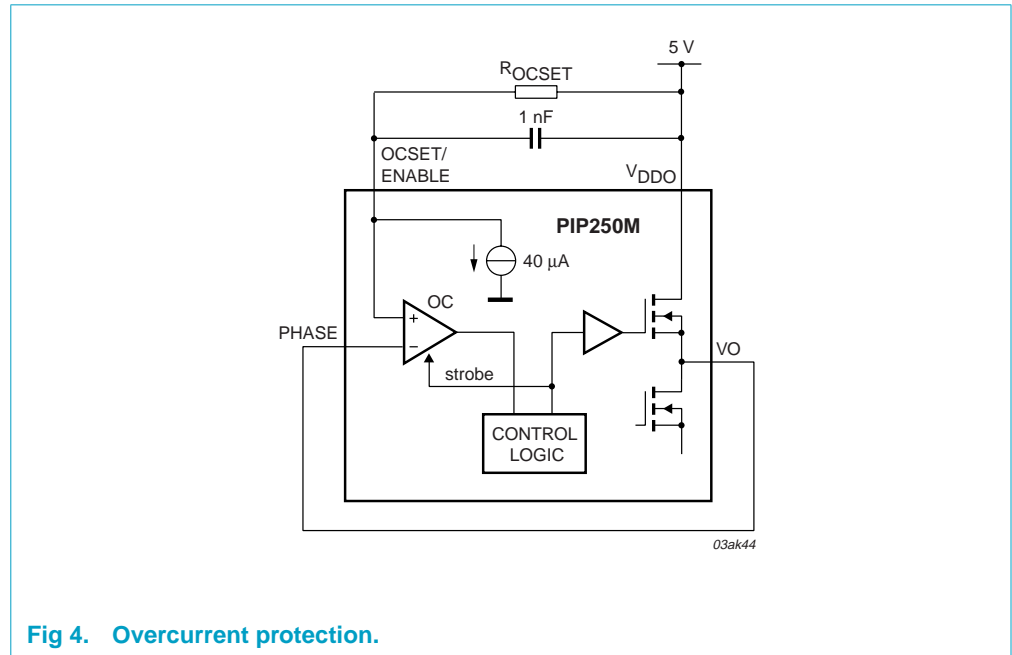 5 V
ROCSET
1 nF
OCSET/
ENABLE
VDDO
PIP250M
40 µA
OC
+
−
PHASE
VO
strobe
CONTROL
LOGIC
03ak44
Fig 4. Overcurrent protection.